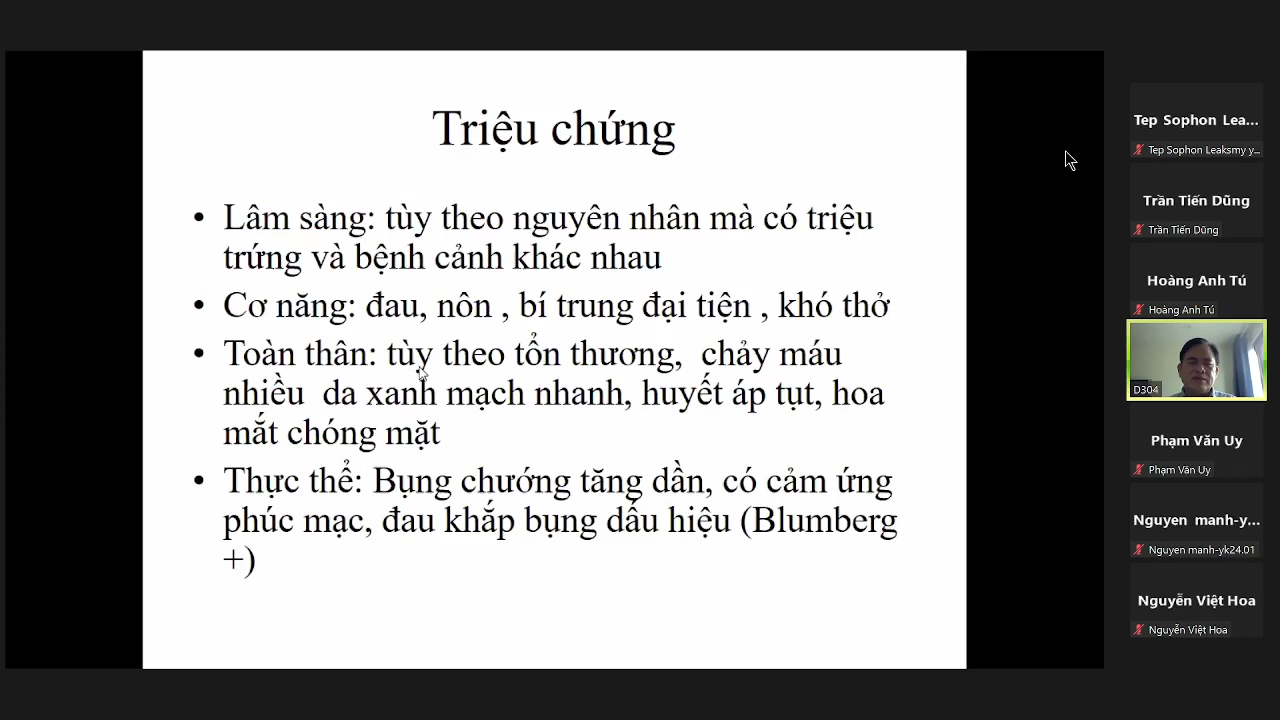 Triệu chứng
• Lâm sàng: tùy theo nguyên nhân mà có triệu
trứng và bệnh cảnh khác nhau
• Cơ năng: đau, nôn , bí trung đại tiện , khó thở
• Toàn thân: tùy theo tổn thương, chảy máu
nhiều da xanh mạch nhanh, huyết áp tụt, hoa
mắt chóng mặt
• Thực thể: Bụng chướng tăng dần, có cảm ứng
phúc mạc, đau khắp bụng dấu hiệu (Blumberg
+)
Tep Sophon Lea...
Tep Sophon Leaksmy y...
Trần Tiến Dũng
Trần Tiến Dũng
Hoàng Anh Tú
Hoàng Anh Tú
D304
Phạm Văn Uy
Phạm Văn Uy
Nguyen manh-y...
Nguyen manh-yk24.01
Nguyễn Việt Hoa
Nguyễn Việt Hoa